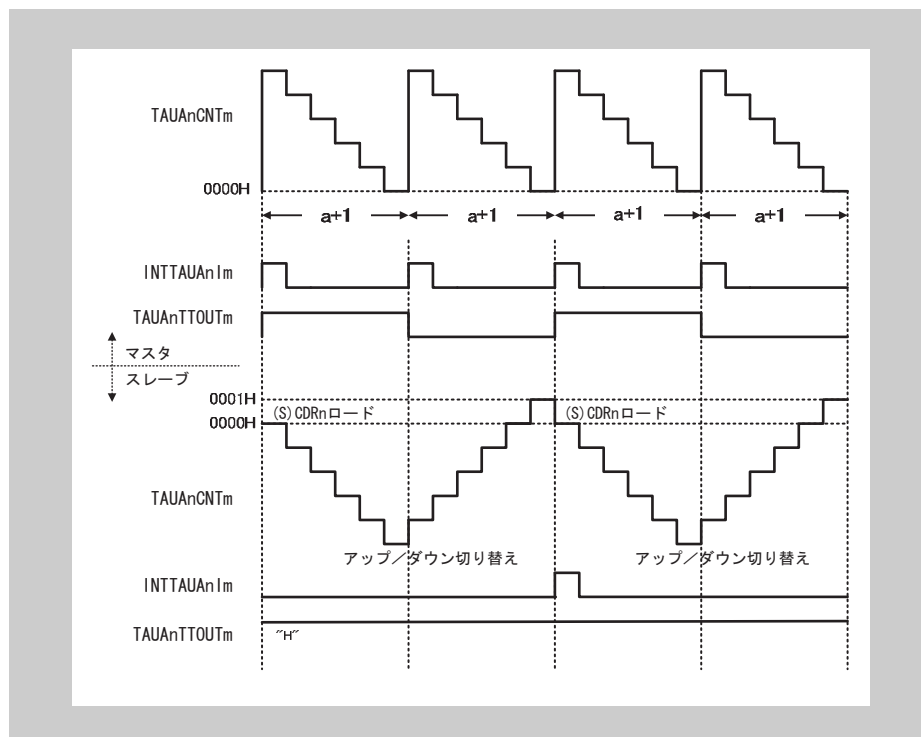 TAUAnCNTm
0000H
a+1 a+1 a+1 a+1
INTTAUAnIm
TAUAnTTOUTm
マスタ
スレーブ
0001H
(S)CDRnロード (S)CDRnロード
0000H
TAUAnCNTm
アップ／ダウン切り替え アップ／ダウン切り替え
INTTAUAnIm
TAUAnTTOUTm
"H"